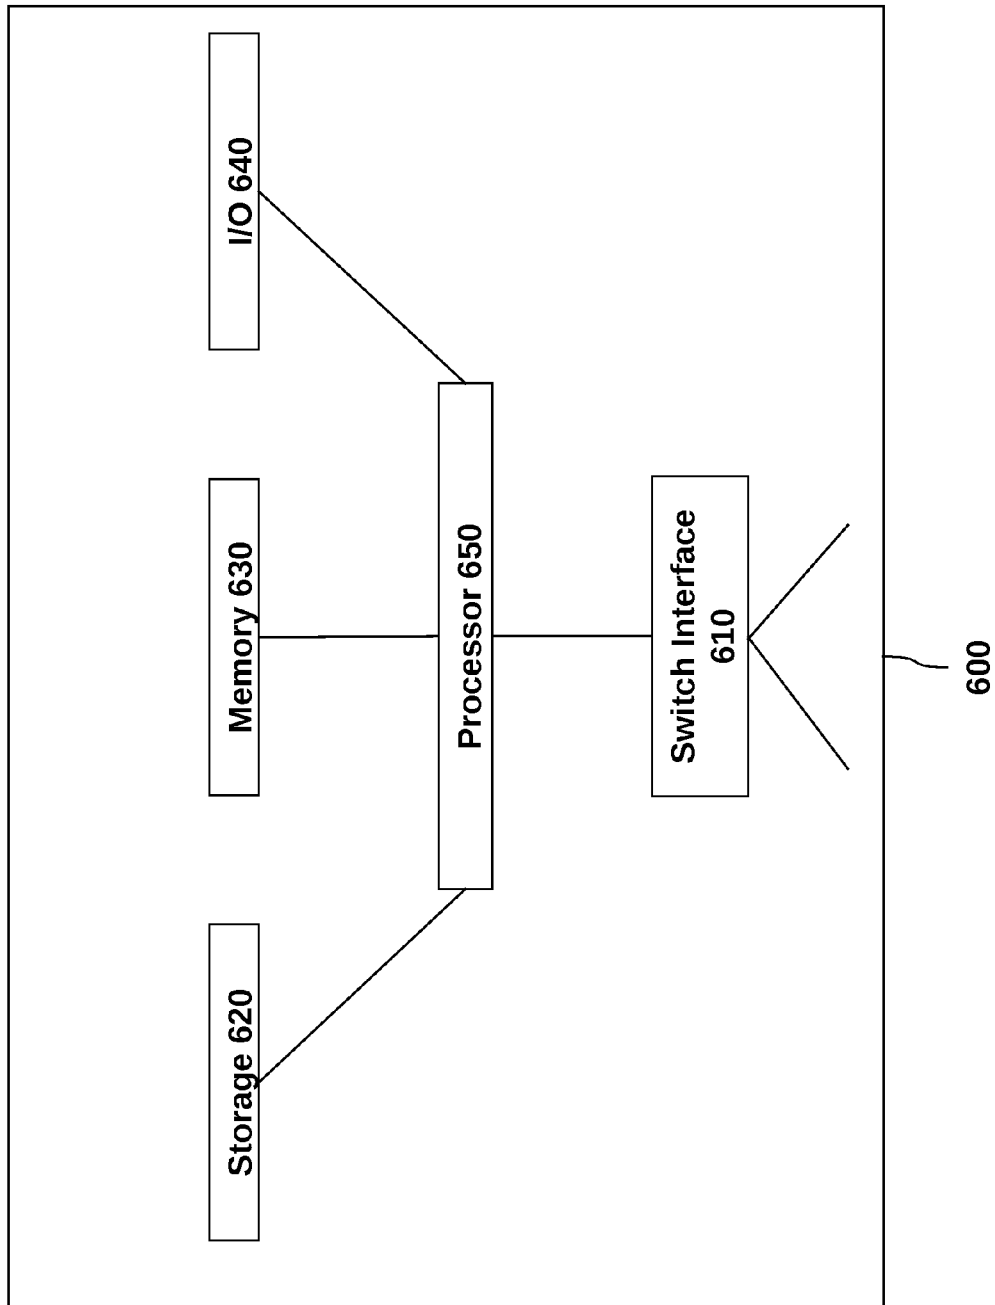 Storage 620
Memory 630
I/O 640
Processor 650
Switch Interface
610
600